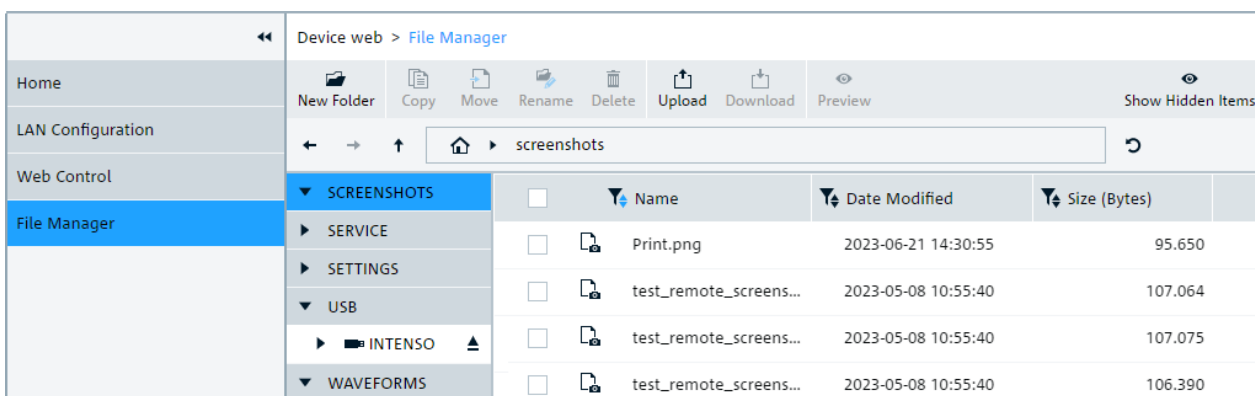 Device web > File Manager
Home
LAN Configuration
Web Control
File Manager
New Folder Copy Move Rename Delete Upload Download Preview Show Hidden Items
screenshots
SCREENSHOTS
SERVICE
SETTINGS
USB
INTENSO
WAVEFORMS
Name Date Modified Size (Bytes)
Print.png 2023-06-21 14:30:55 95.650
test_remote_screens... 2023-05-08 10:55:40 107.064
test_remote_screens... 2023-05-08 10:55:40 107.075
test_remote_screens... 2023-05-08 10:55:40 106.390